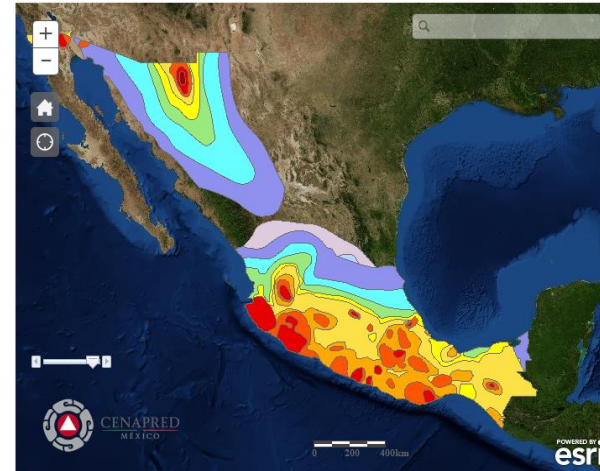 +
−
CENAPRED
MÉXICO
0 200 400km
POWERED BY
esri